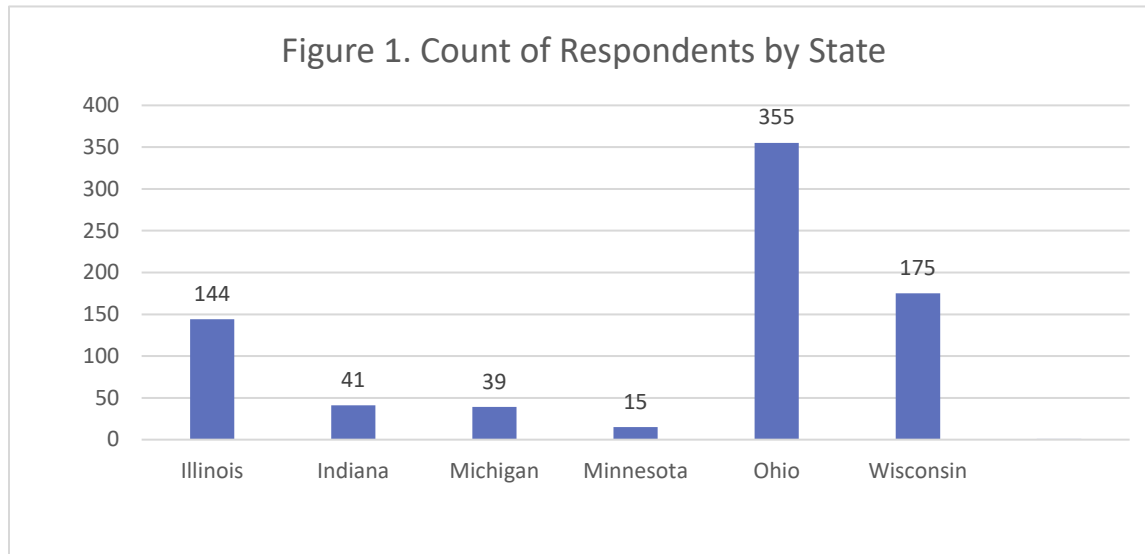 Figure 1. Count of Respondents by State
400
350
300
250
200
150
100
50
0
144
41
39
15
355
175
Illinois
Indiana
Michigan
Minnesota
Ohio
Wisconsin